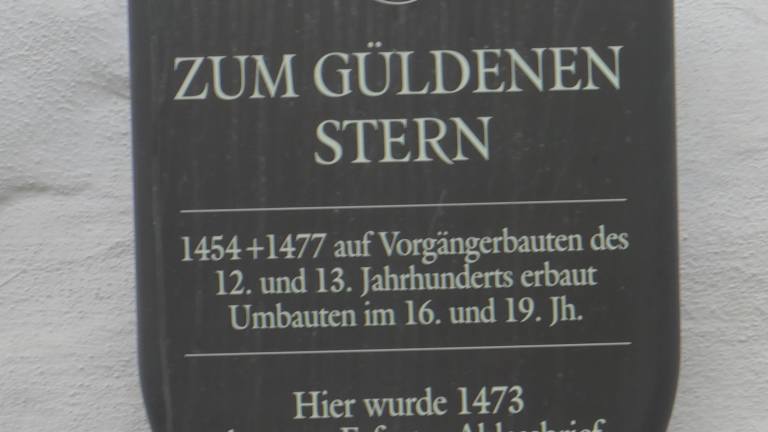 ZUM GÜLDENEN
STERN
1454+1477 auf Vorgängerbauten des
12. und 13. Jahrhunderts erbaut
Umbauten im 16. und 19. Jh.
Hier wurde 1473